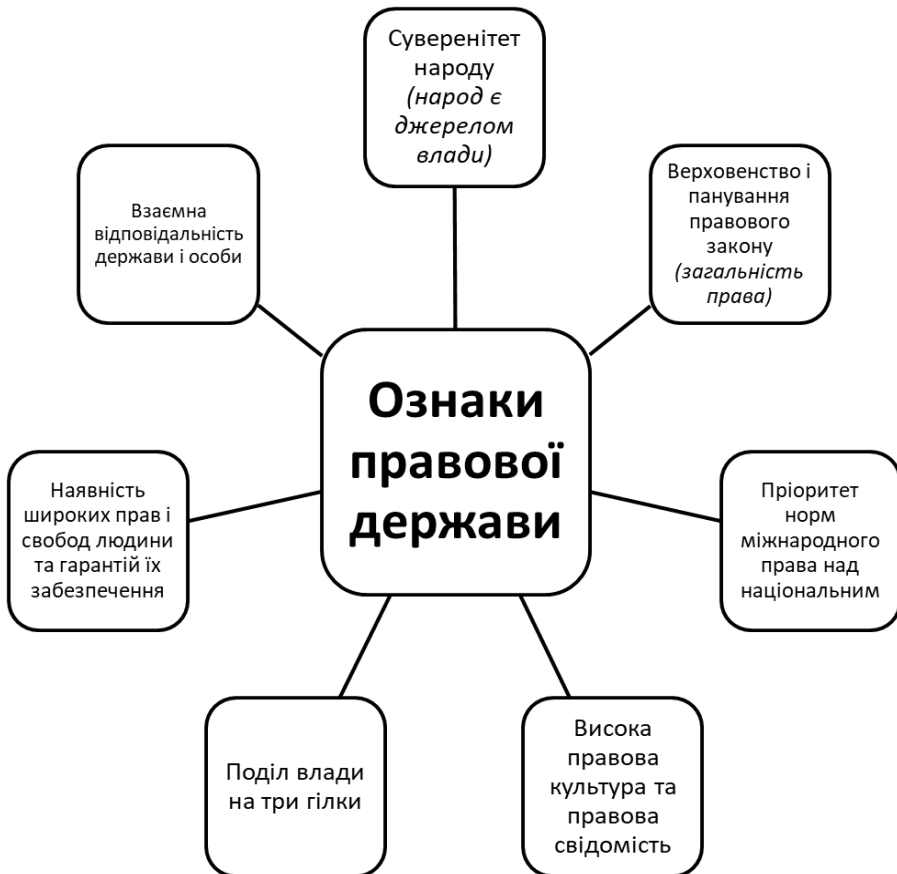 Суверенітет
народу
(народ є
джерелом
влади)
Верховенство і
панування
правового
закону
(загальність
права)
Взаємна
відповідальність
держави і особи
Ознаки
правової
держави
Наявність
широких прав і
свобод людини
та гарантій їх
забезпечення
Пріоритет
норм
міжнародного
права над
національним
Поділ влади
на три гілки
Висока
правова
культура та
правова
свідомість